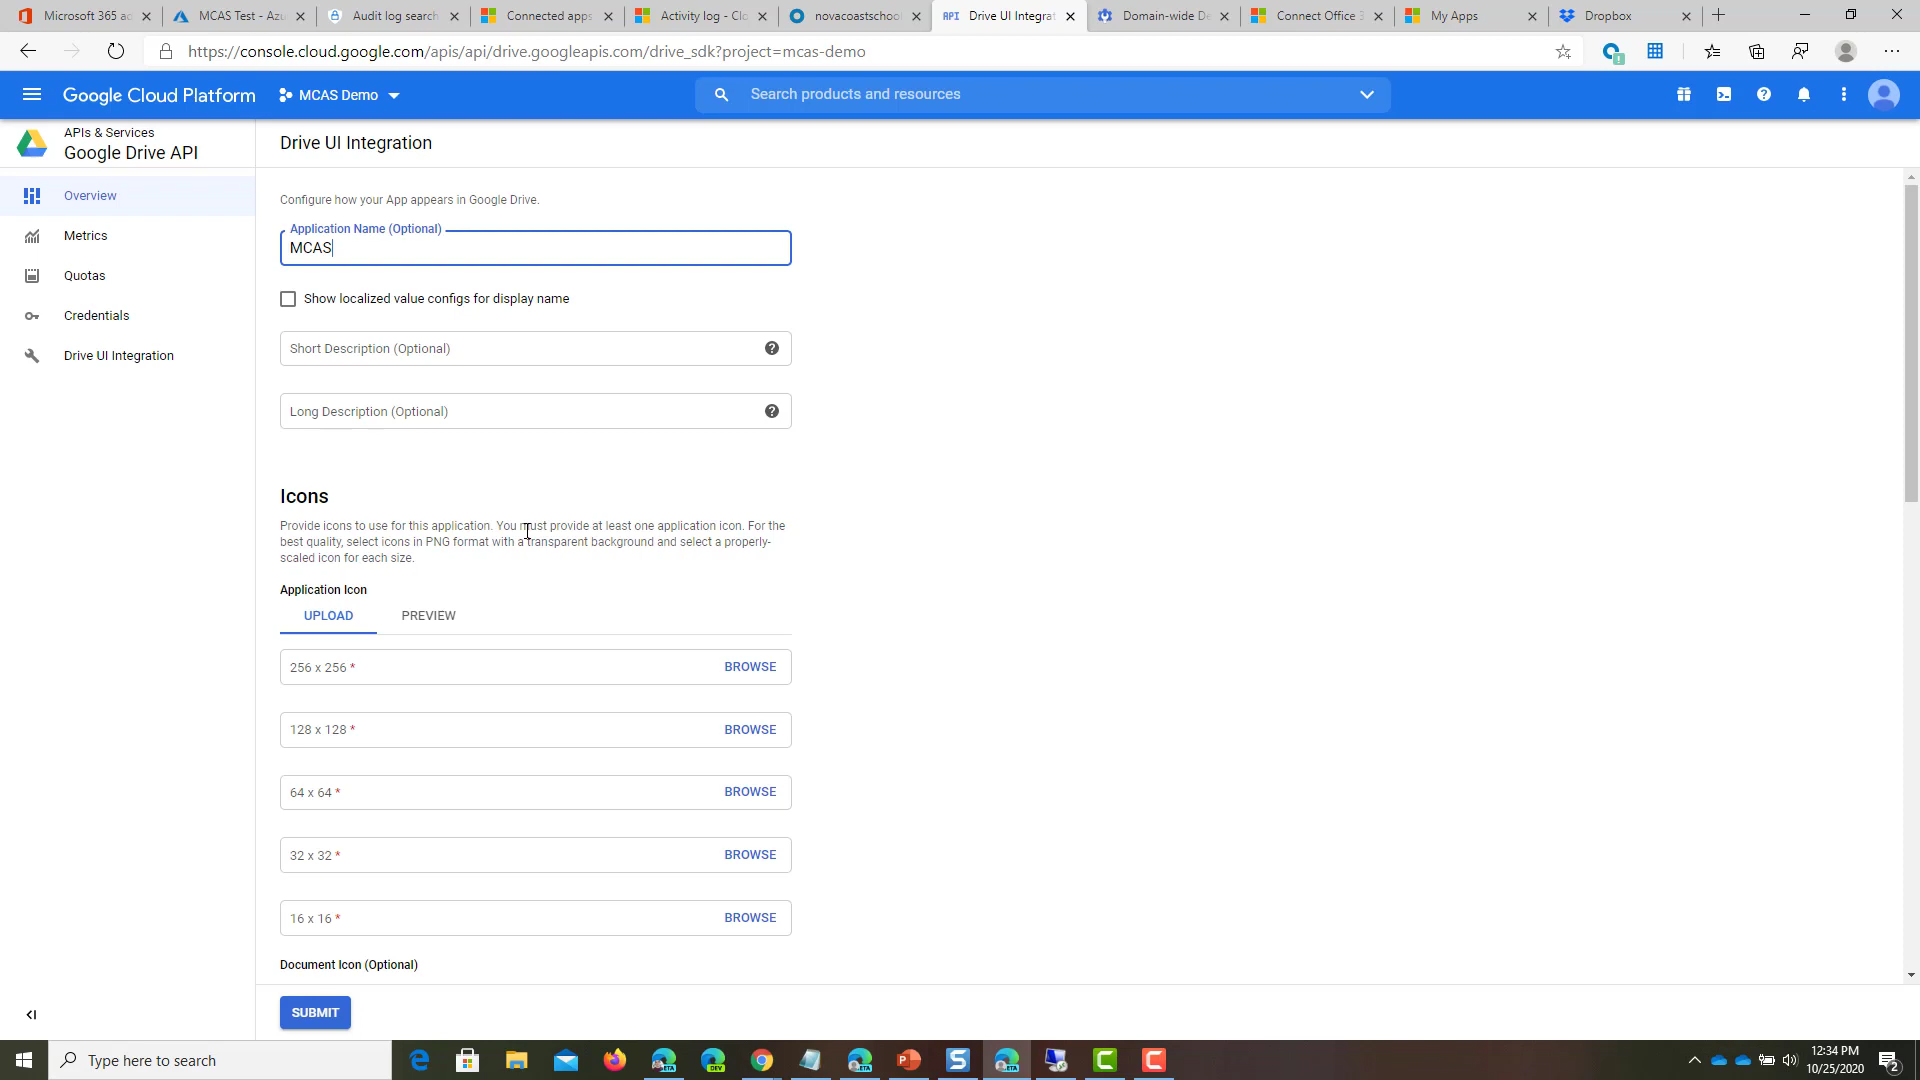 Microsoft 365 ad
MCAS Test - Azu
Audit log search
Connected apps
Activity log - Clo
novacoastschool
API Drive UI Integrat
Domain-wide De
Connect Office 3
My Apps
Dropbox
https://console.cloud.google.com/apis/api/drive.googleapis.com/drive_sdk?project=mcas-demo
Google Cloud Platform
MCAS Demo
Search products and resources
APIs & Services
Google Drive API
Drive UI Integration
Overview
Metrics
Quotas
Credentials
Drive UI Integration
Configure how your App appears in Google Drive.
Application Name (Optional)
MCAS
Show localized value configs for display name
Short Description (Optional)
Long Description (Optional)
Icons
Provide icons to use for this application. You must provide at least one application icon. For the
best quality, select icons in PNG format with a transparent background and select a properly-
scaled icon for each size.
Application Icon
UPLOAD PREVIEW
256 x 256 * BROWSE
128 x 128 * BROWSE
64 x 64 * BROWSE
32 x 32 * BROWSE
16 x 16 * BROWSE
Document Icon (Optional)
SUBMIT
Type here to search
BETA
DEV
BETA
BETA
12:34 PM
10/25/2020
2